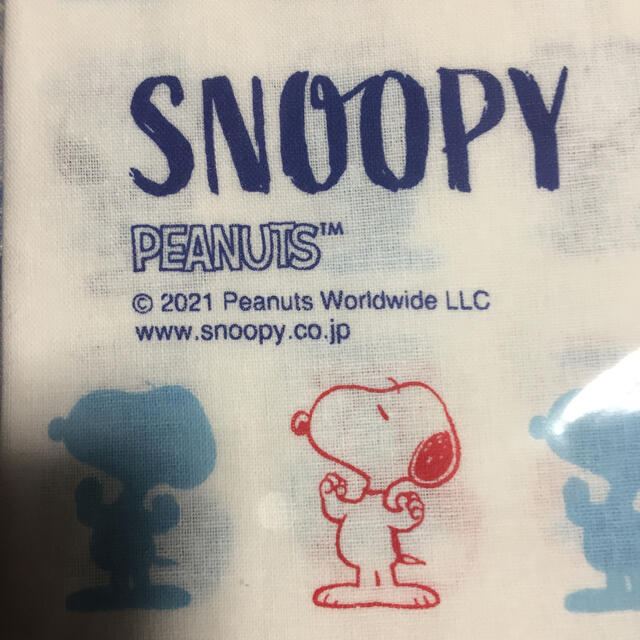 SNOOPY
PEANUTS™
© 2021 Peanuts Worldwide LLC
www.snoopy.co.jp